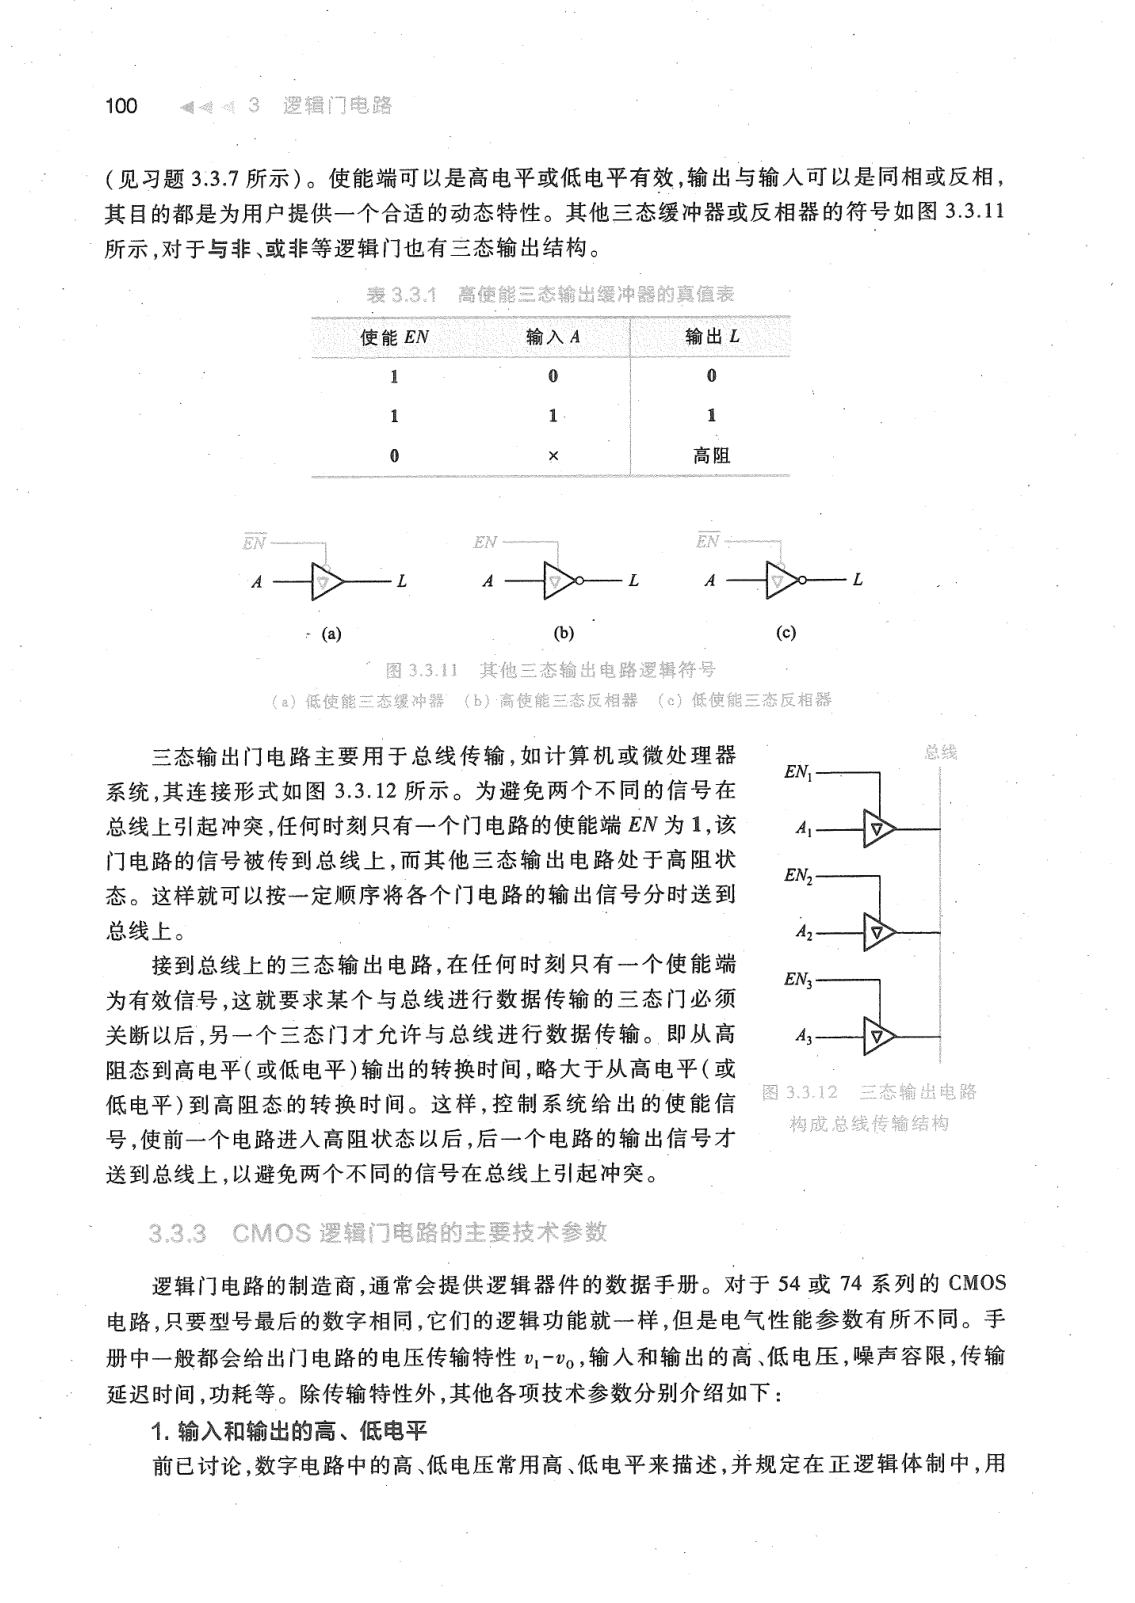 100 3 逻辑门电路
(见习题 3.3.7 所示)。使能端可以是高电平或低电平有效,输出与输入可以是同相或反相,
其目的都是为用户提供一个合适的动态特性。其他三态缓冲器或反相器的符号如图 3.3.11
所示,对于与非、或非等逻辑门也有三态输出结构。
表 3.3.1 高使能三态输出缓冲器的真值表
使能 EN 输入 A 输出 L
1 0 0
1 1 1
0 × 高阻
E̅N̅ A L
EN A L
E̅N̅ A L
(a) (b) (c)
图 3.3.11 其他三态输出电路逻辑符号
(a) 低使能三态缓冲器 (b) 高使能三态反相器 (c) 低使能三态反相器
三态输出门电路主要用于总线传输,如计算机或微处理器
系统,其连接形式如图 3.3.12 所示。为避免两个不同的信号在
总线上引起冲突,任何时刻只有一个门电路的使能端 EN 为 1,该
门电路的信号被传到总线上,而其他三态输出电路处于高阻状
态。这样就可以按一定顺序将各个门电路的输出信号分时送到
总线上。
接到总线上的三态输出电路,在任何时刻只有一个使能端
为有效信号,这就要求某个与总线进行数据传输的三态门必须
关断以后,另一个三态门才允许与总线进行数据传输。即从高
阻态到高电平(或低电平)输出的转换时间,略大于从高电平(或
低电平)到高阻态的转换时间。这样,控制系统给出的使能信
号,使前一个电路进入高阻状态以后,后一个电路的输出信号才
送到总线上,以避免两个不同的信号在总线上引起冲突。
总线
EN₁
A₁
EN₂
A₂
EN₃
A₃
图 3.3.12 三态输出电路
构成总线传输结构
3.3.3 CMOS 逻辑门电路的主要技术参数
逻辑门电路的制造商,通常会提供逻辑器件的数据手册。对于 54 或 74 系列的 CMOS
电路,只要型号最后的数字相同,它们的逻辑功能就一样,但是电气性能参数有所不同。手
册中一般都会给出门电路的电压传输特性 v_I-v_O,输入和输出的高、低电压,噪声容限,传输
延迟时间,功耗等。除传输特性外,其他各项技术参数分别介绍如下:
1. 输入和输出的高、低电平
前已讨论,数字电路中的高、低电压常用高、低电平来描述,并规定在正逻辑体制中,用